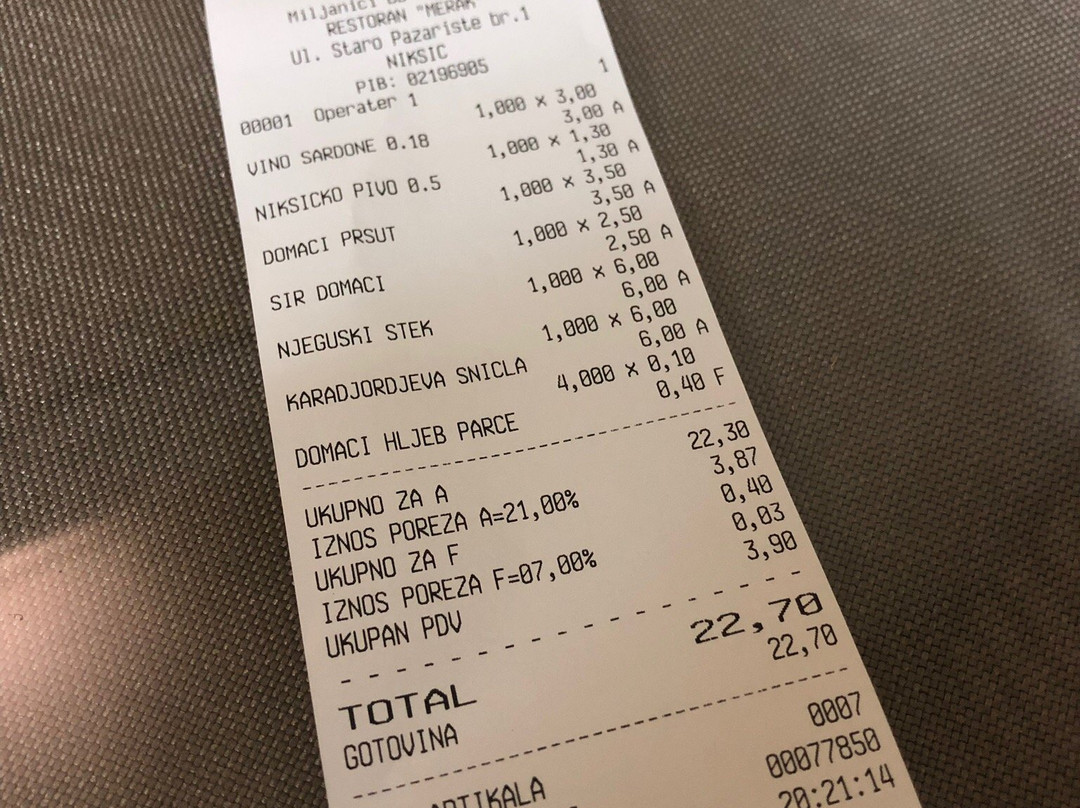 Miljanici
RESTORAN "MERAK"
Ul. Staro Pazariste br.1
NIKSIC
PIB: 02196905
00001 Operater 1 1
1,000 x 3,00
VINO SARDONE 0.18 3,00 A
1,000 x 1,30
NIKSICKO PIVO 0.5 1,30 A
1,000 x 3,50
DOMACI PRSUT 3,50 A
1,000 x 2,50
SIR DOMACI 2,50 A
1,000 x 6,00
NJEGUSKI STEK 6,00 A
1,000 x 6,00
KARADJORDJEVA SNICLA 6,00 A
4,000 x 0,10
DOMACI HLJEB PARCE 0,40 F
UKUPNO ZA A 22,30
IZNOS POREZA A=21,00% 3,87
UKUPNO ZA F 0,40
IZNOS POREZA F=07,00% 0,03
UKUPAN PDV 3,90
TOTAL 22,70
GOTOVINA 22,70
ARTIKALA 0007
00077850
20:21:14